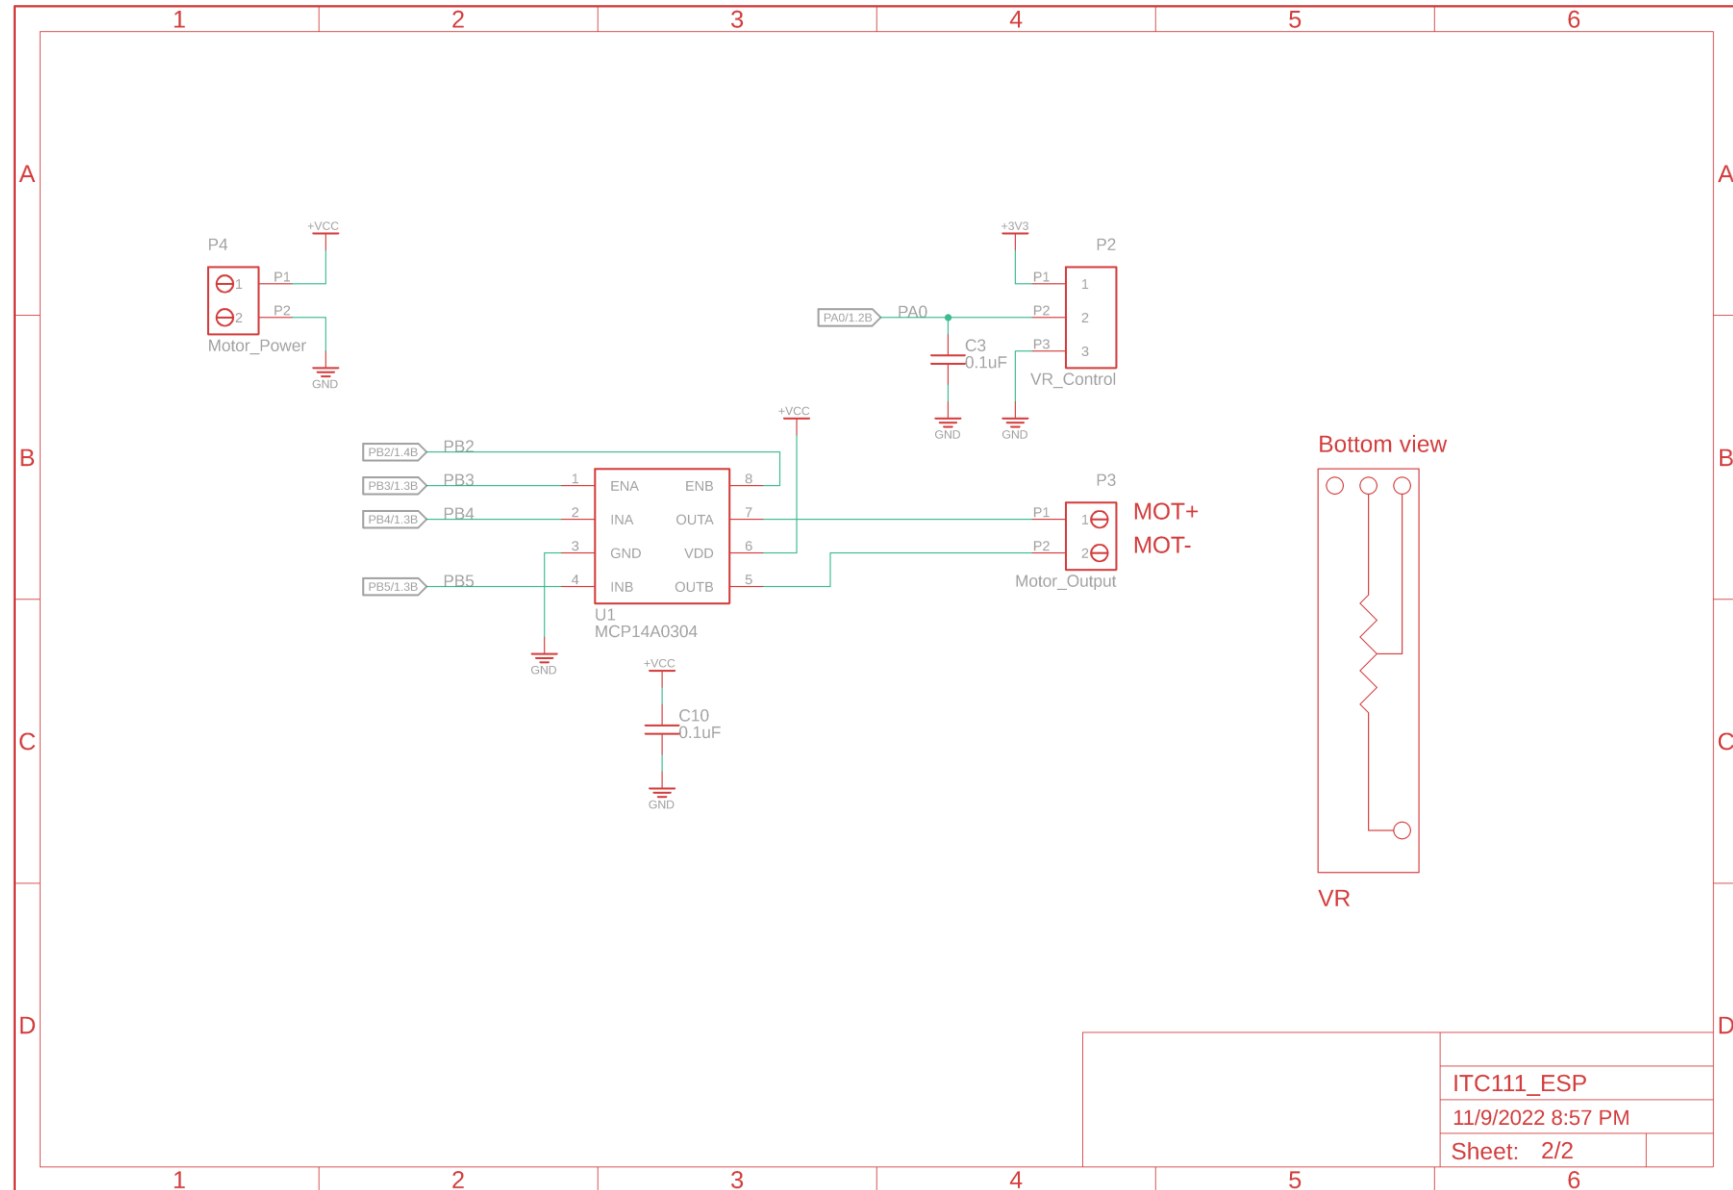 1 2 3 4 5 6
A A
+VCC
P4
1 P1
2 P2
Motor_Power
GND
+3V3
P2
P1 1
PA0/1.2B PA0 P2 2
P3 3
C3
0.1uF
VR_Control
GND GND
B B
+VCC
PB2/1.4B PB2
PB3/1.3B PB3 1 ENA ENB 8
PB4/1.3B PB4 2 INA OUTA 7
3 GND VDD 6
PB5/1.3B PB5 4 INB OUTB 5
U1
MCP14A0304
GND
P3
P1 1 MOT+
P2 2 MOT-
Motor_Output
Bottom view
VR
+VCC
C10
0.1uF
GND
C C
D D
ITC111_ESP
11/9/2022 8:57 PM
Sheet: 2/2
1 2 3 4 5 6